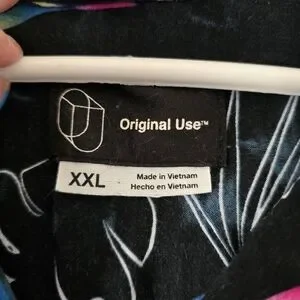 Original Use™
XXL
Made in Vietnam
Hecho en Vietnam